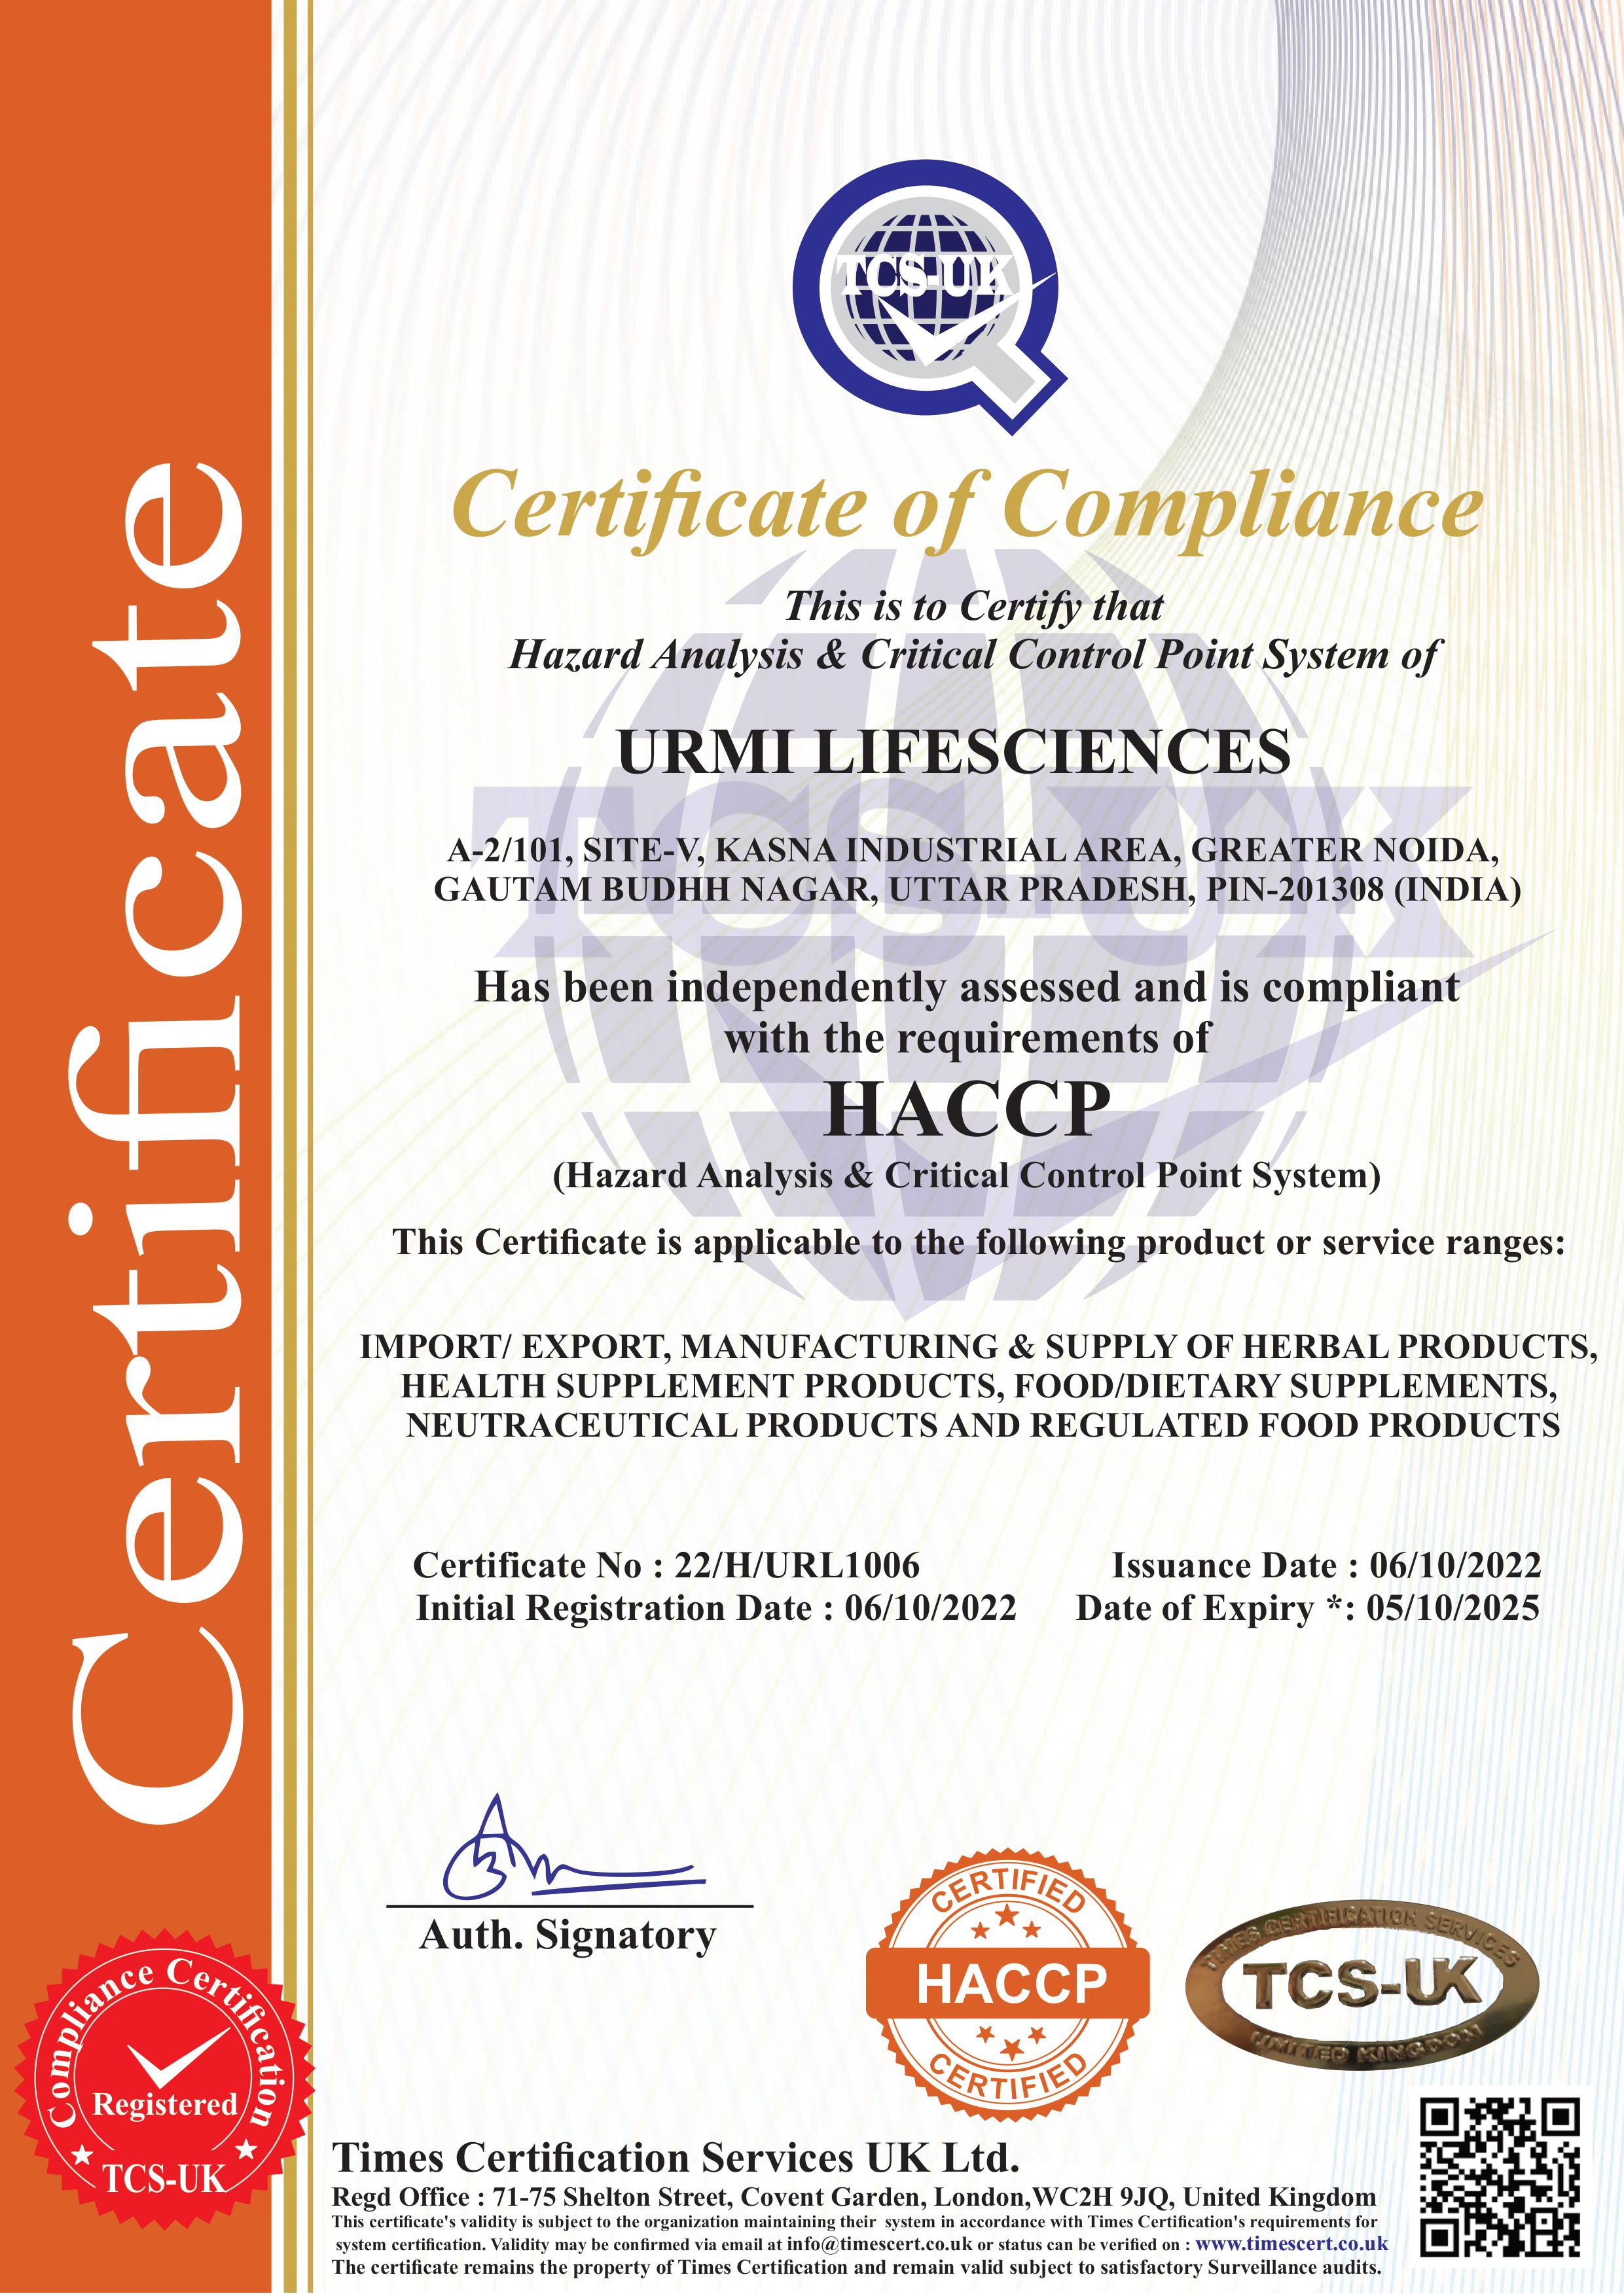 Certificate
TCS-UK
Certificate of Compliance
This is to Certify that
Hazard Analysis & Critical Control Point System of
URMI LIFESCIENCES
TCS-UK
A-2/101, SITE-V, KASNA INDUSTRIAL AREA, GREATER NOIDA,
GAUTAM BUDHH NAGAR, UTTAR PRADESH, PIN-201308 (INDIA)
Has been independently assessed and is compliant
with the requirements of
HACCP
(Hazard Analysis & Critical Control Point System)
This Certificate is applicable to the following product or service ranges:
IMPORT/ EXPORT, MANUFACTURING & SUPPLY OF HERBAL PRODUCTS,
HEALTH SUPPLEMENT PRODUCTS, FOOD/DIETARY SUPPLEMENTS,
NEUTRACEUTICAL PRODUCTS AND REGULATED FOOD PRODUCTS
Certificate No : 22/H/URL1006 Issuance Date : 06/10/2022
Initial Registration Date : 06/10/2022 Date of Expiry *: 05/10/2025
Auth. Signatory
CERTIFIED
HACCP
CERTIFIED
TIMES CERTIFICATION SERVICES
TCS-UK
UNITED KINGDOM
Compliance Certification
Registered
TCS-UK
Times Certification Services UK Ltd.
Regd Office : 71-75 Shelton Street, Covent Garden, London,WC2H 9JQ, United Kingdom
This certificate's validity is subject to the organization maintaining their system in accordance with Times Certification's requirements for
system certification. Validity may be confirmed via email at info@timescert.co.uk or status can be verified on : www.timescert.co.uk
The certificate remains the property of Times Certification and remain valid subject to satisfactory Surveillance audits.